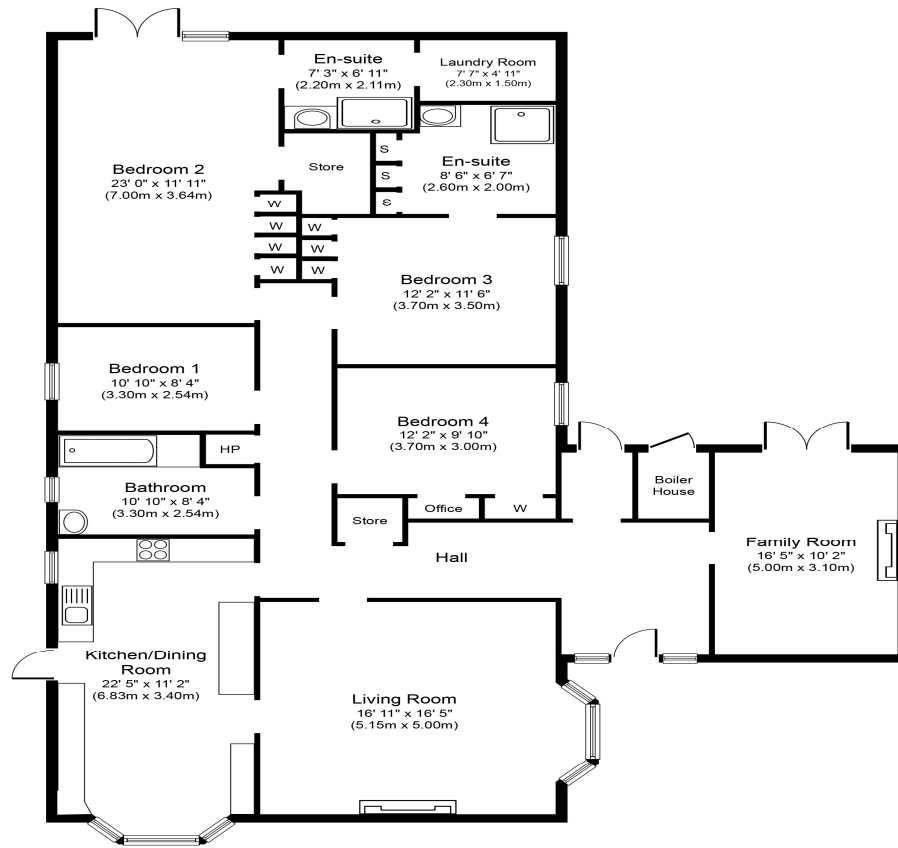 En-suite
7' 3" x 6' 11"
(2.20m x 2.11m)
Laundry Room
7' 7" x 4' 11"
(2.30m x 1.50m)
Bedroom 2
23' 0" x 11' 11"
(7.00m x 3.64m)
Store
S
S
S
En-suite
8' 6" x 6' 7"
(2.60m x 2.00m)
W
W
W
W
W
W
W
Bedroom 3
12' 2" x 11' 6"
(3.70m x 3.50m)
Bedroom 1
10' 10" x 8' 4"
(3.30m x 2.54m)
Bedroom 4
12' 2" x 9' 10"
(3.70m x 3.00m)
HP
Bathroom
10' 10" x 8' 4"
(3.30m x 2.54m)
Store
Office
W
Boiler
House
Hall
Family Room
16' 5" x 10' 2"
(5.00m x 3.10m)
Kitchen/Dining
Room
22' 5" x 11' 2"
(6.83m x 3.40m)
Living Room
16' 11" x 16' 5"
(5.15m x 5.00m)